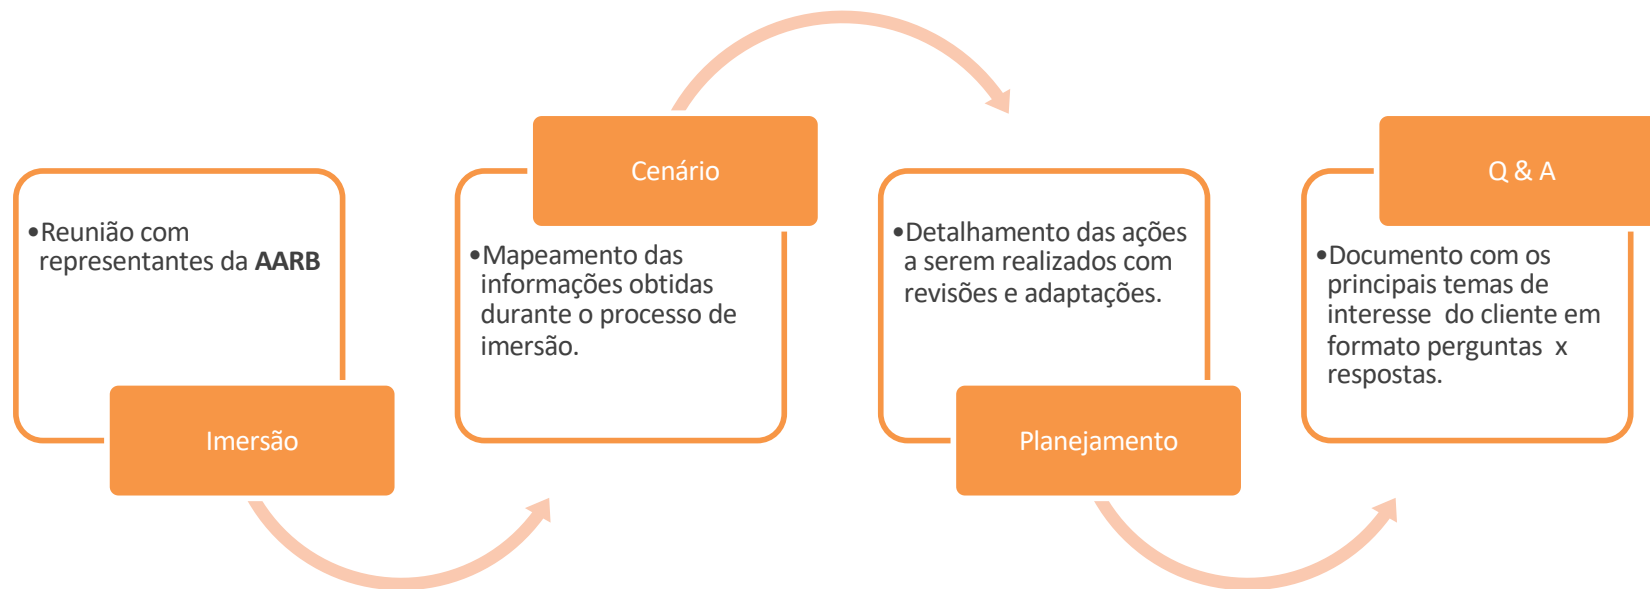 •Reunião com
representantes da AARB
Imersão
Cenário
•Mapeamento das
informações obtidas
durante o processo de
imersão.
•Detalhamento das ações
a serem realizados com
revisões e adaptações.
Planejamento
Q & A
•Documento com os
principais temas de
interesse  do cliente em
formato perguntas  x
respostas.